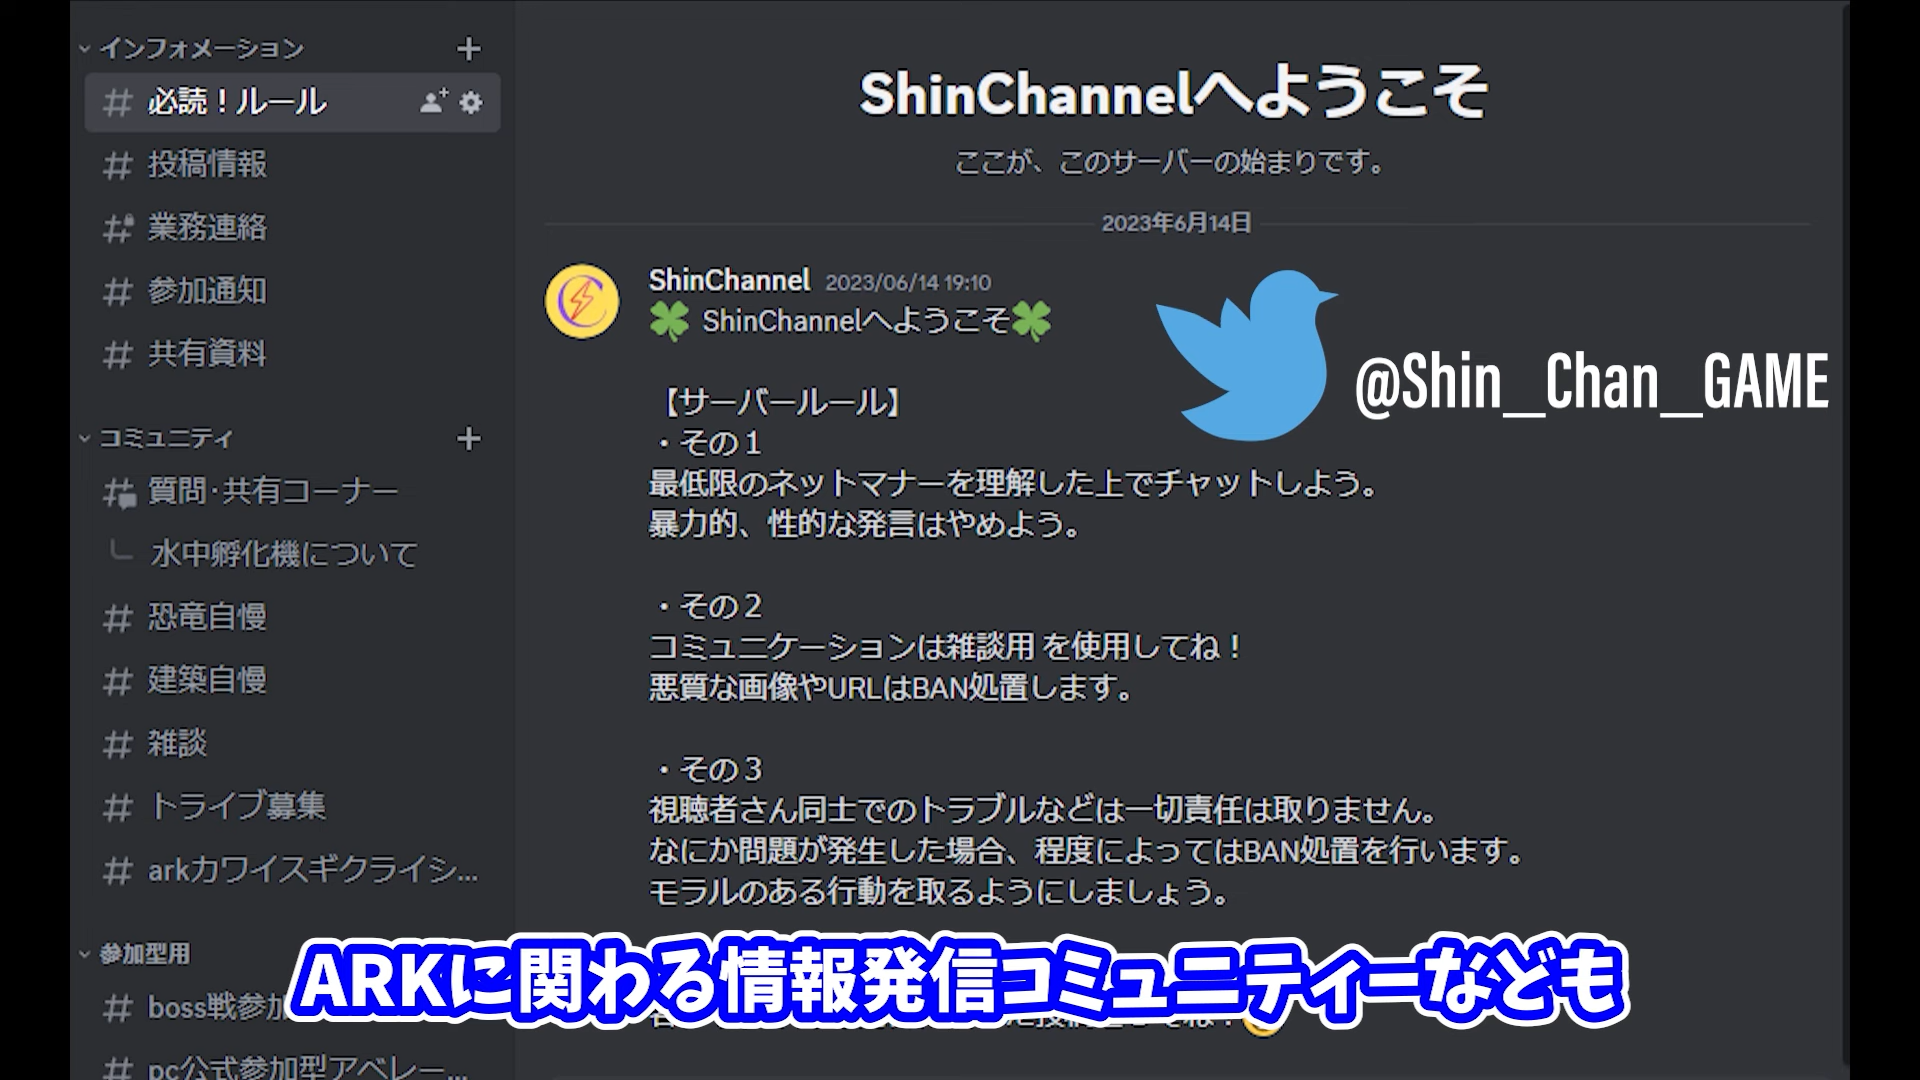 インフォメーション
必読！ルール
投稿情報
業務連絡
参加通知
共有資料
コミュニティ
質問･共有コーナー
水中孵化機について
恐竜自慢
建築自慢
雑談
トライブ募集
arkカワイスギクライシ...
参加型用
boss戦参加
pc公式参加型アベレー...
ShinChannelへようこそ
ここが、このサーバーの始まりです。
2023年6月14日
ShinChannel 2023/06/14 19:10
🍀 ShinChannelへようこそ🍀
【サーバールール】
・その１
最低限のネットマナーを理解した上でチャットしよう。
暴力的、性的な発言はやめよう。
・その２
コミュニケーションは雑談用 を使用してね！
悪質な画像やURLはBAN処置します。
・その３
視聴者さん同士でのトラブルなどは一切責任は取りません。
なにか問題が発生した場合、程度によってはBAN処置を行います。
モラルのある行動を取るようにしましょう。
@Shin_Chan_GAME
ARKに関わる情報発信コミュニティーなども